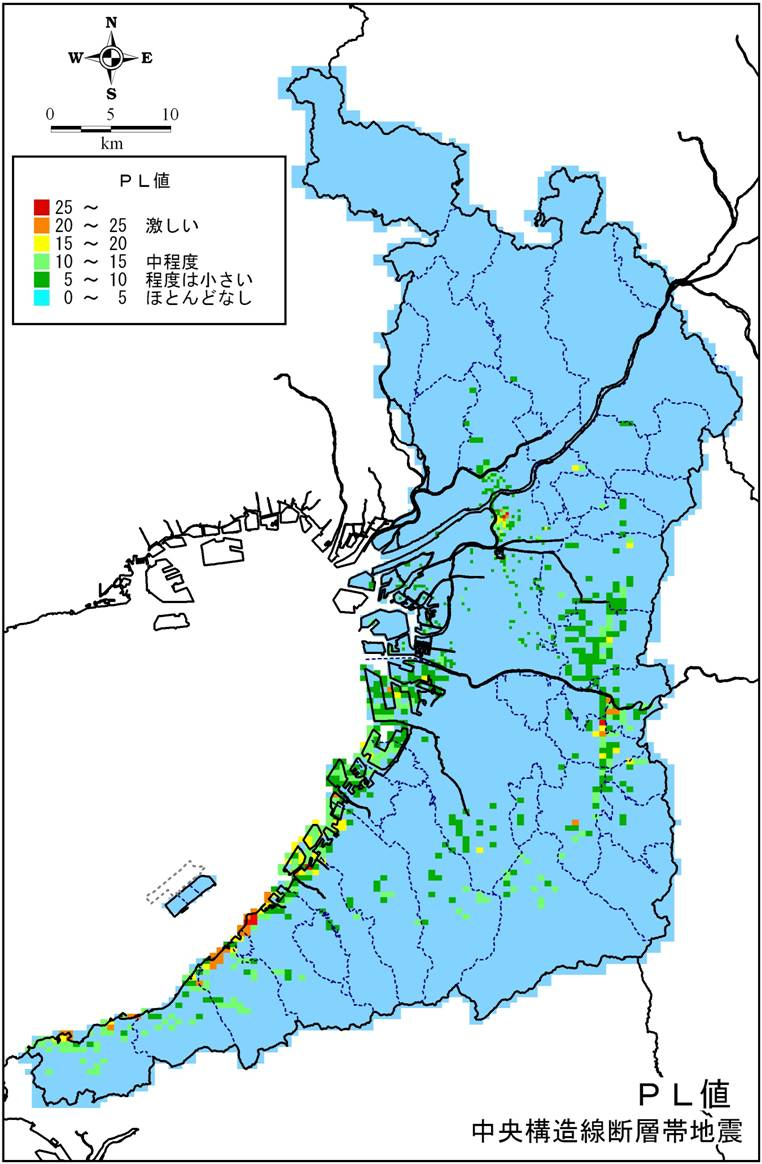 N
W E
S
0 5 10
km
ＰＬ値
25 ～
20 ～ 25 激しい
15 ～ 20
10 ～ 15 中程度
5 ～ 10 程度は小さい
0 ～ 5 ほとんどなし
ＰＬ値
中央構造線断層帯地震